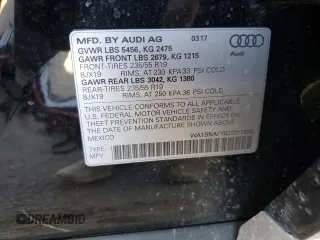 MFD. BY AUDI AG 0317
GVWR LBS 5456, KG 2475
GAWR FRONT LBS 2679, KG 1215
FRONT-TIRES 235/55 R19
8JX19 RIMS, AT 230 KPA 33 PSI COLD
GAWR REAR LBS 3042, KG 1380
REAR-TIRES 235/55 R19
8JX19 RIMS, AT 250 KPA 36 PSI COLD
THIS VEHICLE CONFORMS TO ALL APPLICABLE
FEDERAL MOTOR VEHICLE SAFETY, BUMPER,
AND THEFT PREVENTION STANDARDS IN EFFECT ON THE
DATE OF MANUFACTURE SHOWN ABOVE.
MEXICO
TYPE:
MPV
DREAMBID